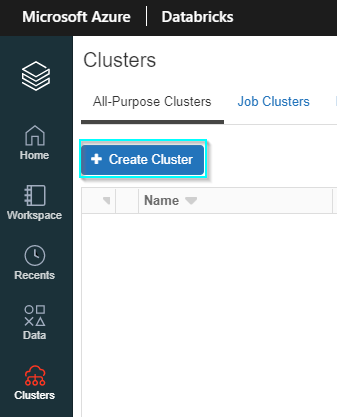 Microsoft Azure | Databricks
Clusters
All-Purpose Clusters Job Clusters
+ Create Cluster
Name
Home
Workspace
Recents
Data
Clusters